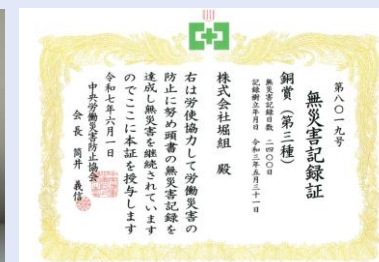 第八〇一九号
無災害記録証
銅賞（第三種）
無災害記録日数 二四〇〇日
記録樹立年月日 令和三年五月三十一日
株式会社堀組 殿
右は労使協力して労働災害の
防止に努め頭書の無災害記録を
達成し無災害を継続されています
のでここに本証を授与します
令和七年六月一日
中央労働災害防止協会
会長 筒井 義信